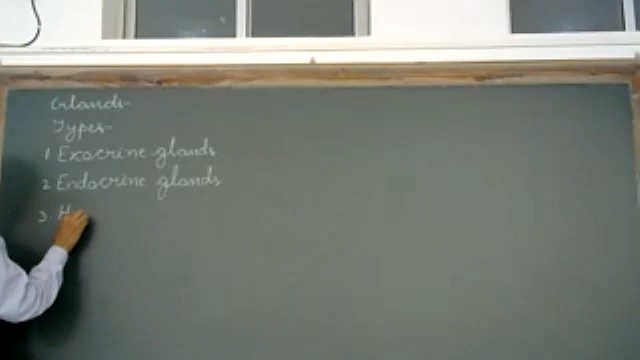 Glands-
Types-
1 Exocrine glands
2 Endocrine glands
3. H